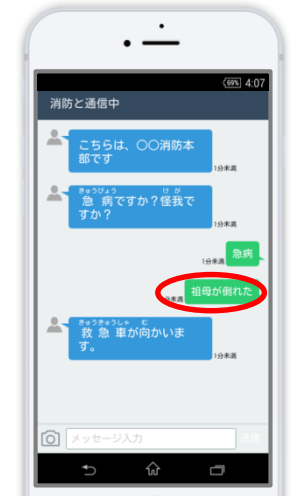 69% 4:07
消防と通信中
こちらは、〇〇消防本
部です
1分未満
きゅうびょう けが
急病ですか?怪我で
すか?
1分未満
急病
1分未満
祖母が倒れた
1分未満
きゅうきゅうしゃ む
救急車が向かいま
す。
1分未満
メッセージ入力
送信